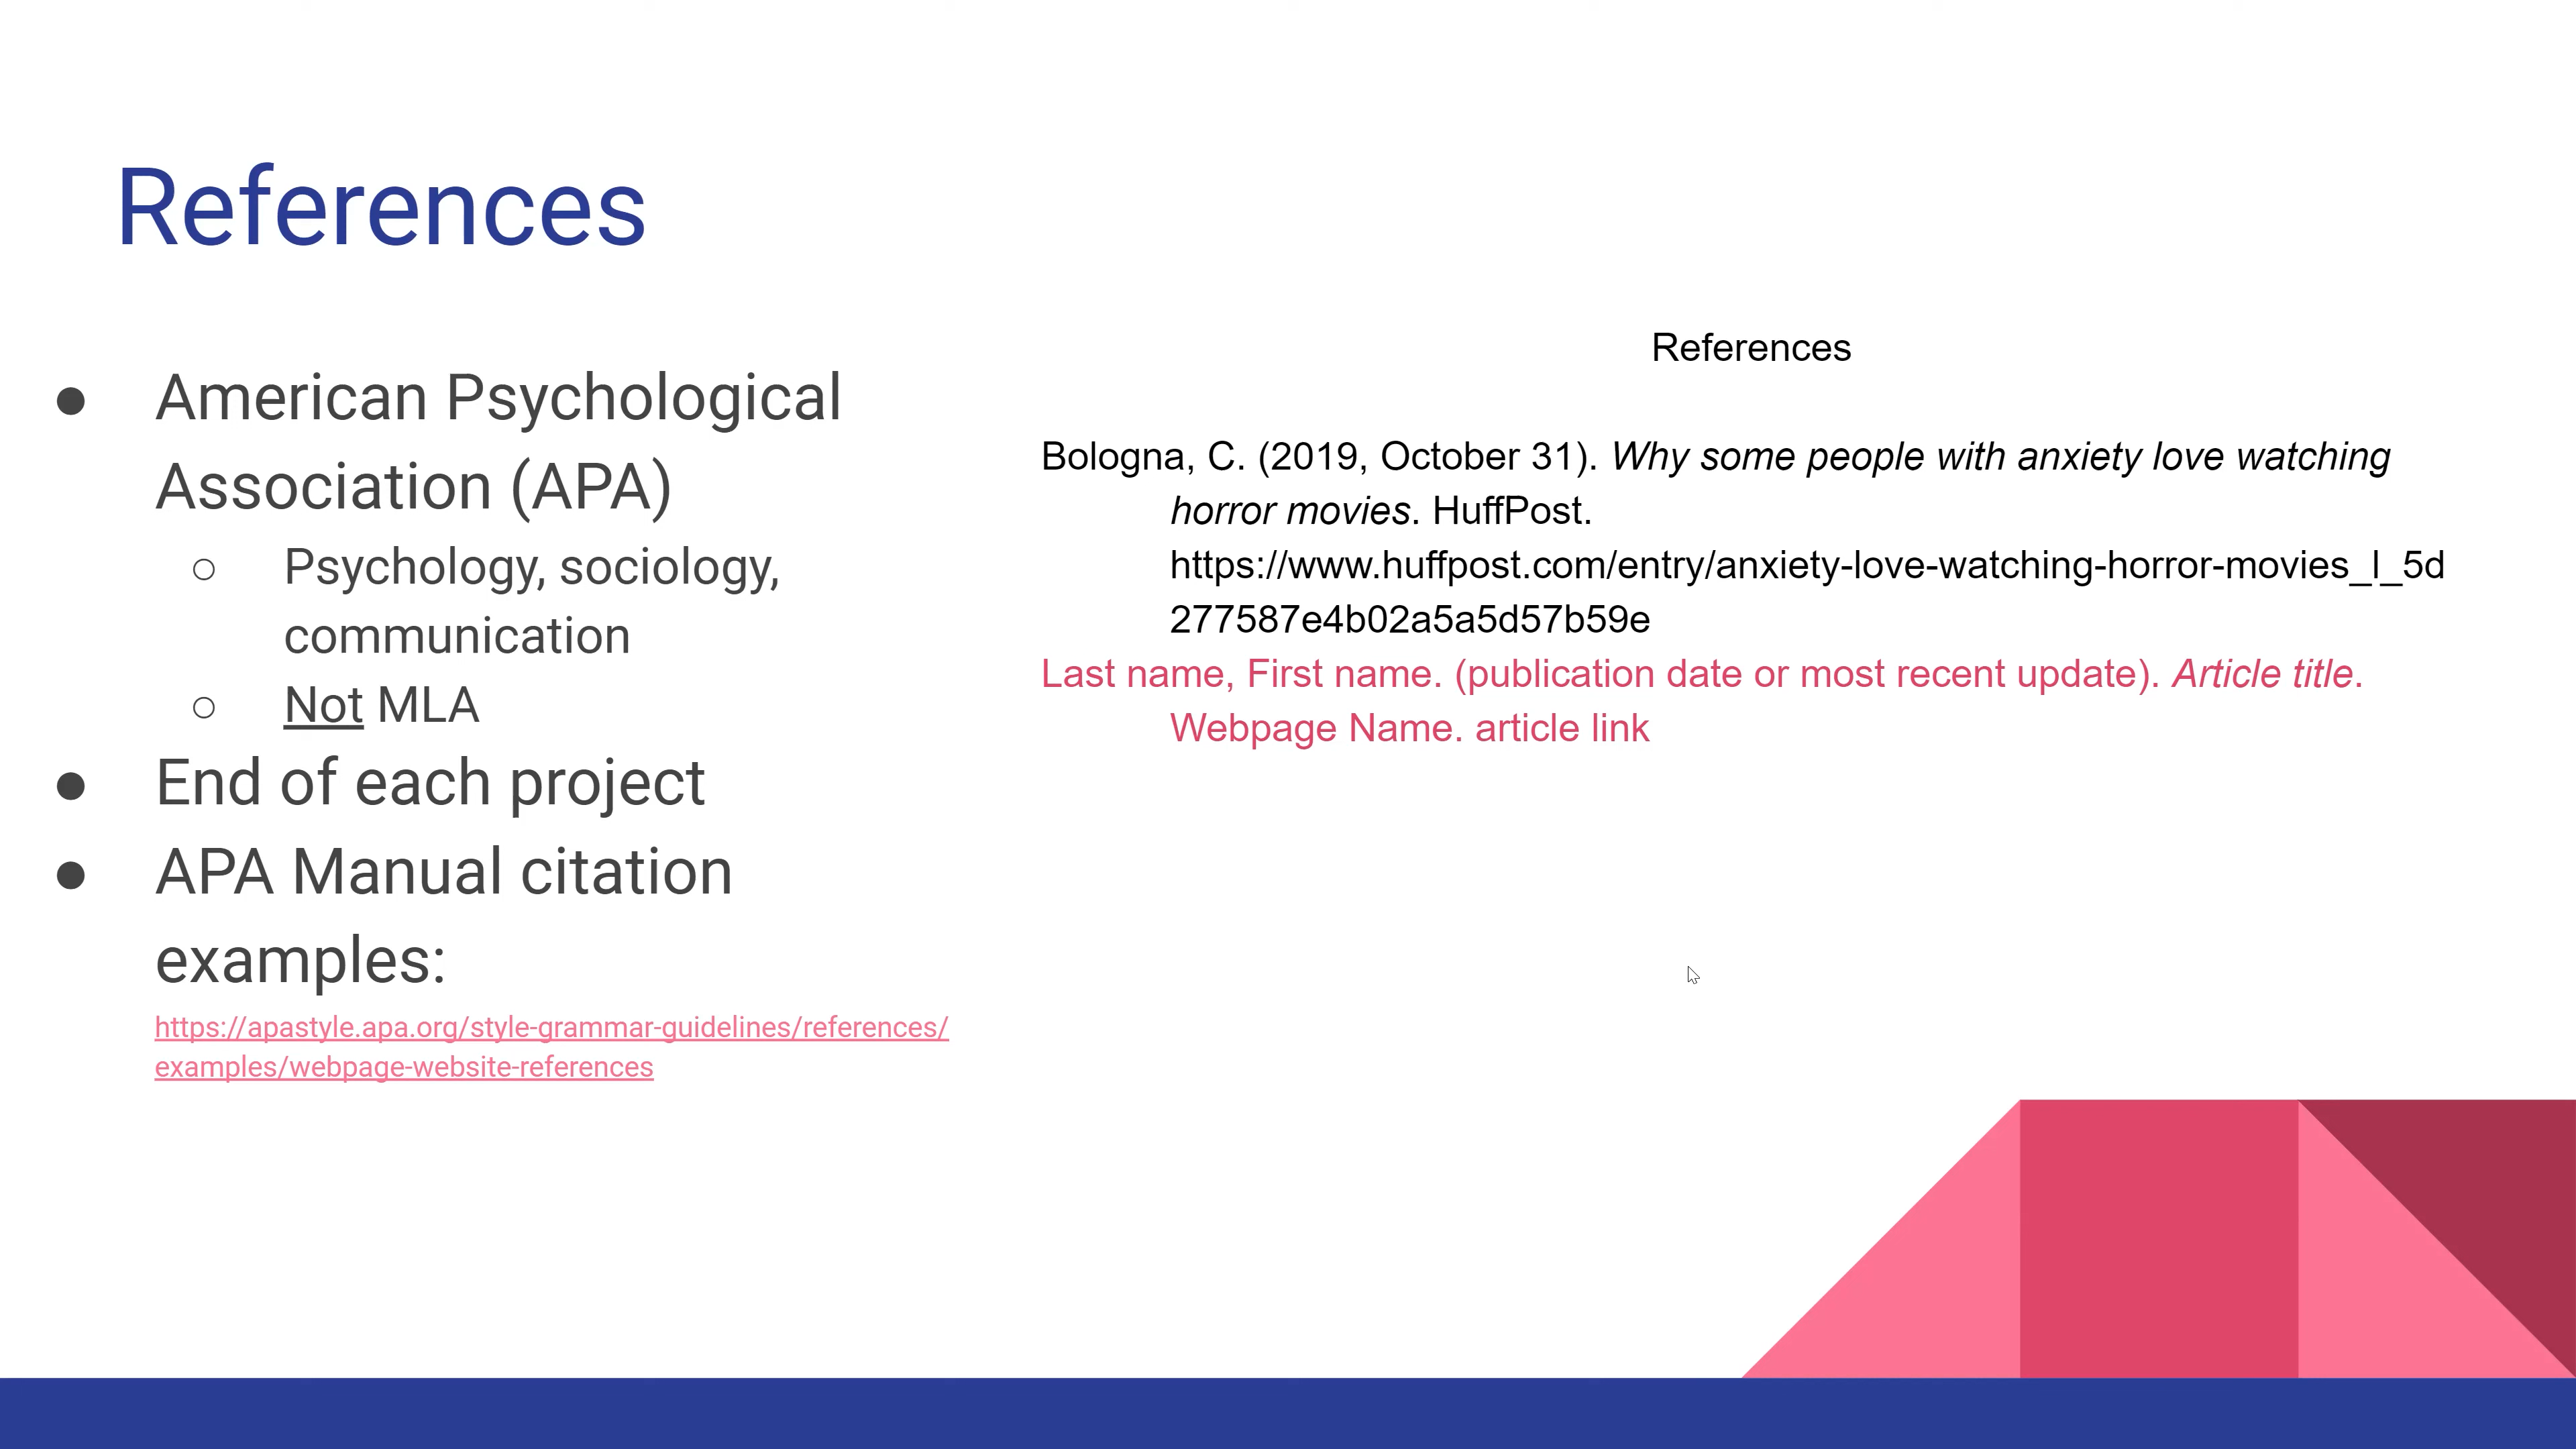 References
● American Psychological
Association (APA)
○ Psychology, sociology,
communication
○ Not MLA
● End of each project
● APA Manual citation
examples:
https://apastyle.apa.org/style-grammar-guidelines/references/
examples/webpage-website-references
References
Bologna, C. (2019, October 31). Why some people with anxiety love watching
horror movies. HuffPost.
https://www.huffpost.com/entry/anxiety-love-watching-horror-movies_l_5d
277587e4b02a5a5d57b59e
Last name, First name. (publication date or most recent update). Article title.
Webpage Name. article link